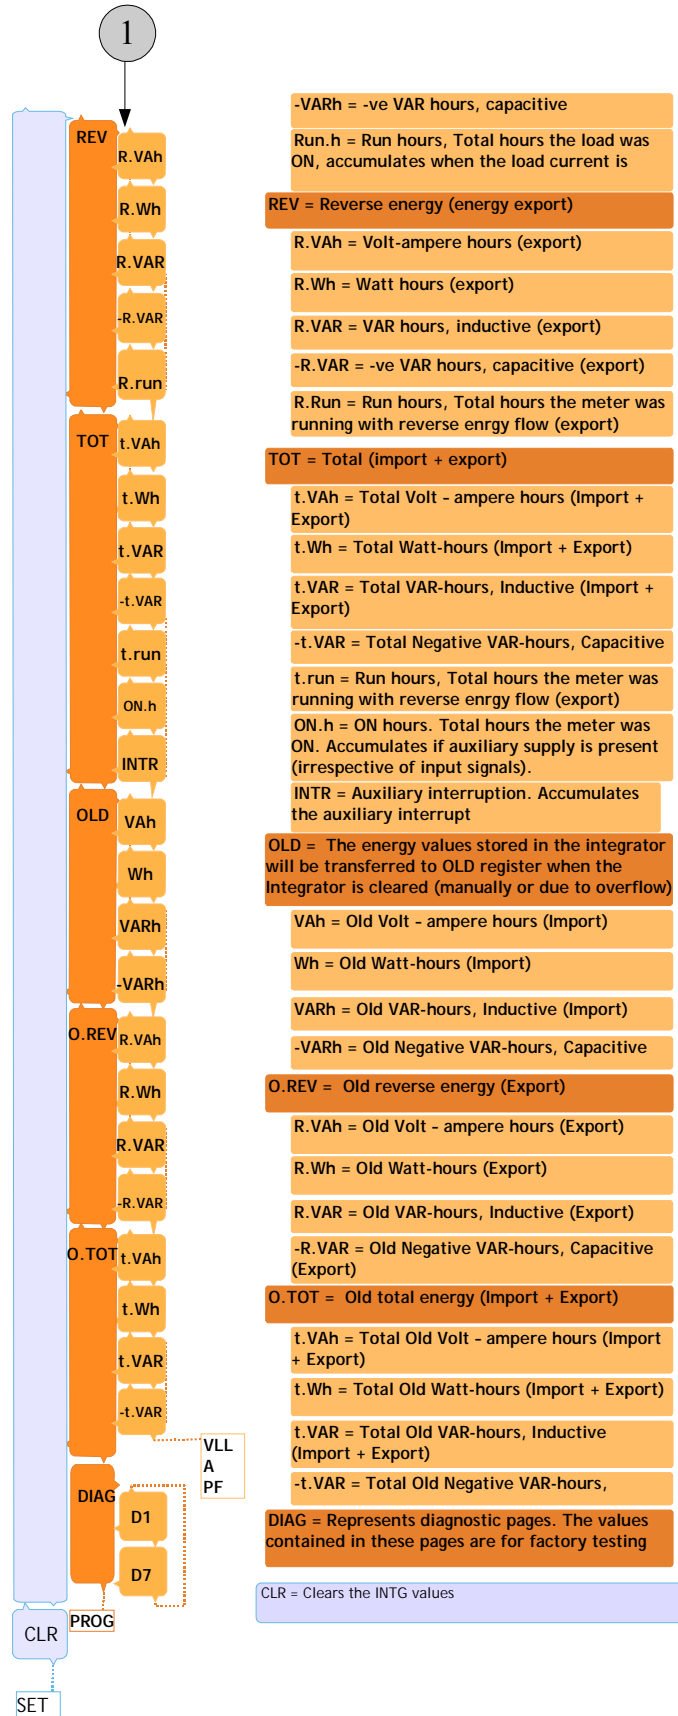 1
REV
R.VAh
R.Wh
R.VAR
-R.VAR
R.run
TOT
t.VAh
t.Wh
t.VAR
-t.VAR
t.run
ON.h
INTR
OLD
VAh
Wh
VARh
-VARh
O.REV
R.VAh
R.Wh
R.VAR
-R.VAR
O.TOT
t.VAh
t.Wh
t.VAR
-t.VAR
VLL
A
PF
DIAG
D1
D7
PROG
CLR
SET
-VARh = -ve VAR hours, capacitive
Run.h = Run hours, Total hours the load was
ON, accumulates when the load current is
REV = Reverse energy (energy export)
R.VAh = Volt-ampere hours (export)
R.Wh = Watt hours (export)
R.VAR = VAR hours, inductive (export)
-R.VAR = -ve VAR hours, capacitive (export)
R.Run = Run hours, Total hours the meter was
running with reverse enrgy flow (export)
TOT = Total (import + export)
t.VAh = Total Volt – ampere hours (Import +
Export)
t.Wh = Total Watt-hours (Import + Export)
t.VAR = Total VAR-hours, Inductive (Import +
Export)
-t.VAR = Total Negative VAR-hours, Capacitive
t.run = Run hours, Total hours the meter was
running with reverse enrgy flow (export)
ON.h = ON hours. Total hours the meter was
ON. Accumulates if auxiliary supply is present
(irrespective of input signals).
INTR = Auxiliary interruption. Accumulates
the auxiliary interrupt
OLD = The energy values stored in the integrator
will be transferred to OLD register when the
Integrator is cleared (manually or due to overflow)
VAh = Old Volt – ampere hours (Import)
Wh = Old Watt-hours (Import)
VARh = Old VAR-hours, Inductive (Import)
-VARh = Old Negative VAR-hours, Capacitive
O.REV = Old reverse energy (Export)
R.VAh = Old Volt – ampere hours (Export)
R.Wh = Old Watt-hours (Export)
R.VAR = Old VAR-hours, Inductive (Export)
-R.VAR = Old Negative VAR-hours, Capacitive
(Export)
O.TOT = Old total energy (Import + Export)
t.VAh = Total Old Volt – ampere hours (Import
+ Export)
t.Wh = Total Old Watt-hours (Import + Export)
t.VAR = Total Old VAR-hours, Inductive
(Import + Export)
-t.VAR = Total Old Negative VAR-hours,
DIAG = Represents diagnostic pages. The values
contained in these pages are for factory testing
CLR = Clears the INTG values